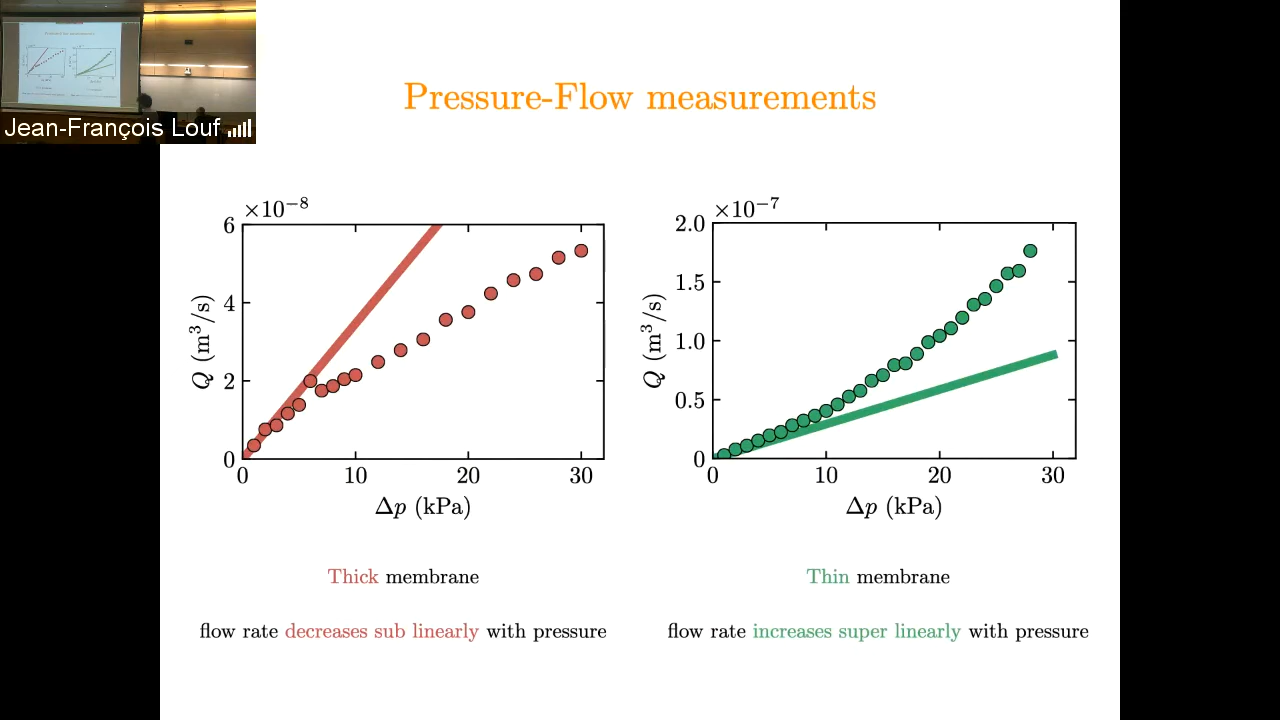 Jean-François Louf
Pressure-Flow measurements
×10⁻⁸
6
4
2
0
Q (m³/s)
0 10 20 30
Δp (kPa)
×10⁻⁷
2.0
1.5
1.0
0.5
0
Q (m³/s)
0 10 20 30
Δp (kPa)
Thick membrane
flow rate decreases sub linearly with pressure
Thin membrane
flow rate increases super linearly with pressure